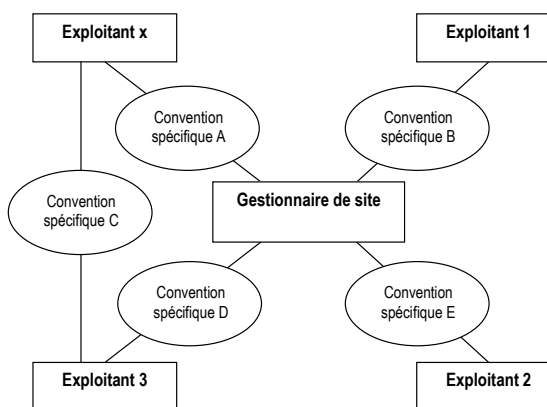 Exploitant x
Exploitant 1
Convention
spécifique A
Convention
spécifique B
Convention
spécifique C
Gestionnaire de site
Convention
spécifique D
Convention
spécifique E
Exploitant 3
Exploitant 2